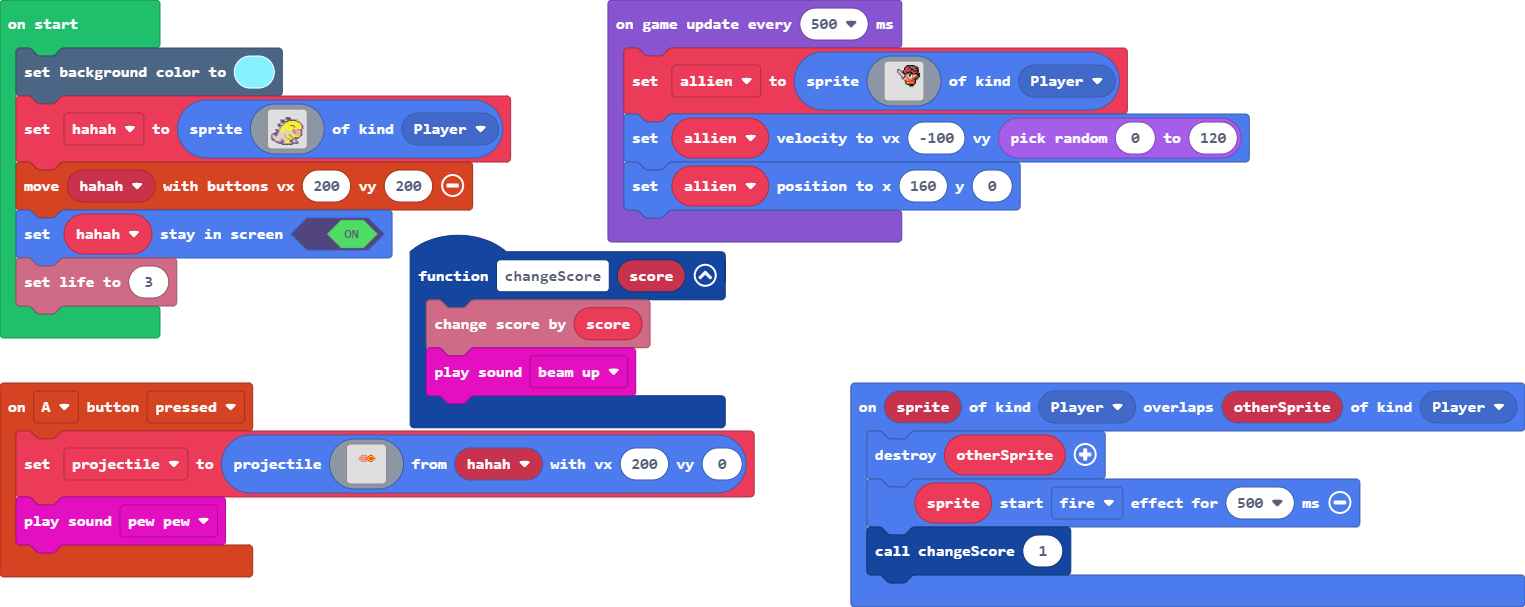 on start
set background color to
set hahah to sprite of kind Player
move hahah with buttons vx 200 vy 200
set hahah stay in screen ON
set life to 3
on game update every 500 ms
set allien to sprite of kind Player
set allien velocity to vx -100 vy pick random 0 to 120
set allien position to x 160 y 0
function changeScore score
change score by score
play sound beam up
on A button pressed
set projectile to projectile from hahah with vx 200 vy 0
play sound pew pew
on sprite of kind Player overlaps otherSprite of kind Player
destroy otherSprite
sprite start fire effect for 500 ms
call changeScore 1